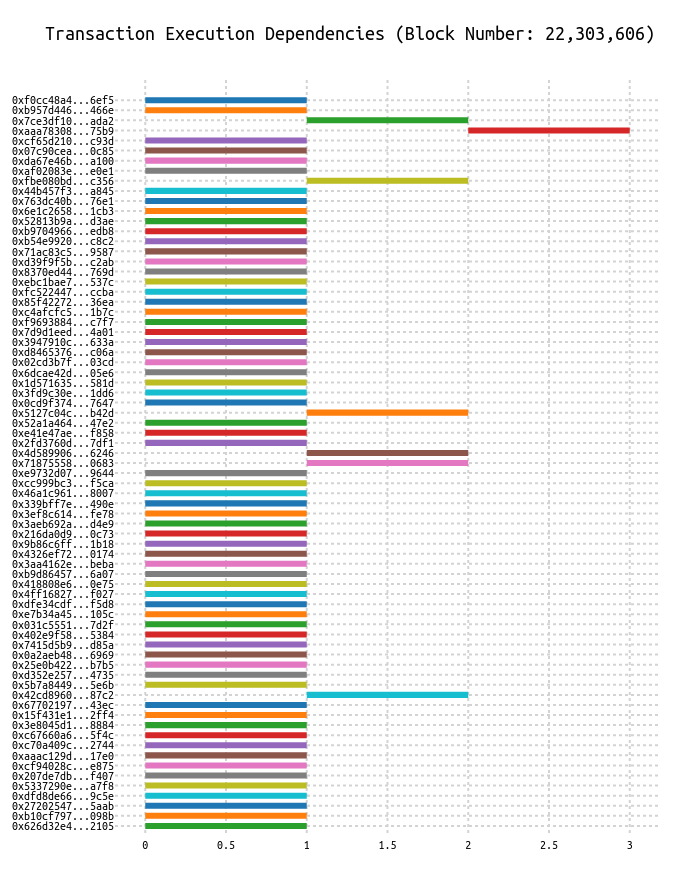 Transaction Execution Dependencies (Block Number: 22,303,606)
0xf0cc48a4...6ef5
0xb957d446...466e
0x7ce3df10...ada2
0xaaa78308...75b9
0xcf65d210...c93d
0x07c90cea...0c85
0xda67e46b...a100
0xaf02083e...e0e1
0xfbe080bd...c356
0x44b457f3...a845
0x763dc40b...76e1
0x6e1c2658...1cb3
0x52813b9a...d3ae
0xb9704966...edb8
0xb54e9920...c8c2
0x71ac83c5...9587
0xd39f9f5b...c2ab
0x8370ed44...769d
0xebc1bae7...537c
0xfc522447...ccba
0x85f42272...36ea
0xc4afcfc5...1b7c
0xf9693884...c7f7
0x7d9d1eed...4a01
0x3947910c...633a
0xd8465376...c06a
0x02cd3b7f...03cd
0x6dcae42d...05e6
0x1d571635...581d
0x3fd9c30e...1dd6
0x0cd9f374...7647
0x5127c04c...b42d
0x52a1a464...47e2
0xe41e47ae...f858
0x2fd3760d...7df1
0x4d589906...6246
0x71875558...0683
0xe9732d07...9644
0xcc999bc3...f5ca
0x46a1c961...8007
0x339bff7e...490e
0x3ef8c614...fe78
0x3aeb692a...d4e9
0x216da0d9...0c73
0x9b86c6ff...1b18
0x4326ef72...0174
0x3aa4162e...beba
0xb9d86457...6a07
0x418808e6...0e75
0x4ff16827...f027
0xdfe34cdf...f5d8
0xe7b34a45...105c
0x031c5551...7d2f
0x402e9f58...5384
0x7415d5b9...d85a
0x0a2aeb48...6969
0x25e0b422...b7b5
0xd352e257...4735
0x5b7a8449...5e6b
0x42cd8960...87c2
0x67702197...43ec
0x15f431e1...2ff4
0x3e8045d1...8884
0xc67660a6...5f4c
0xc70a409c...2744
0xaaac129d...17e0
0xcf94028c...e875
0x207de7db...f407
0x5337290e...a7f8
0xdfd8de66...9c5e
0x27202547...5aab
0xb10cf797...098b
0x626d32e4...2105
0 0.5 1 1.5 2 2.5 3